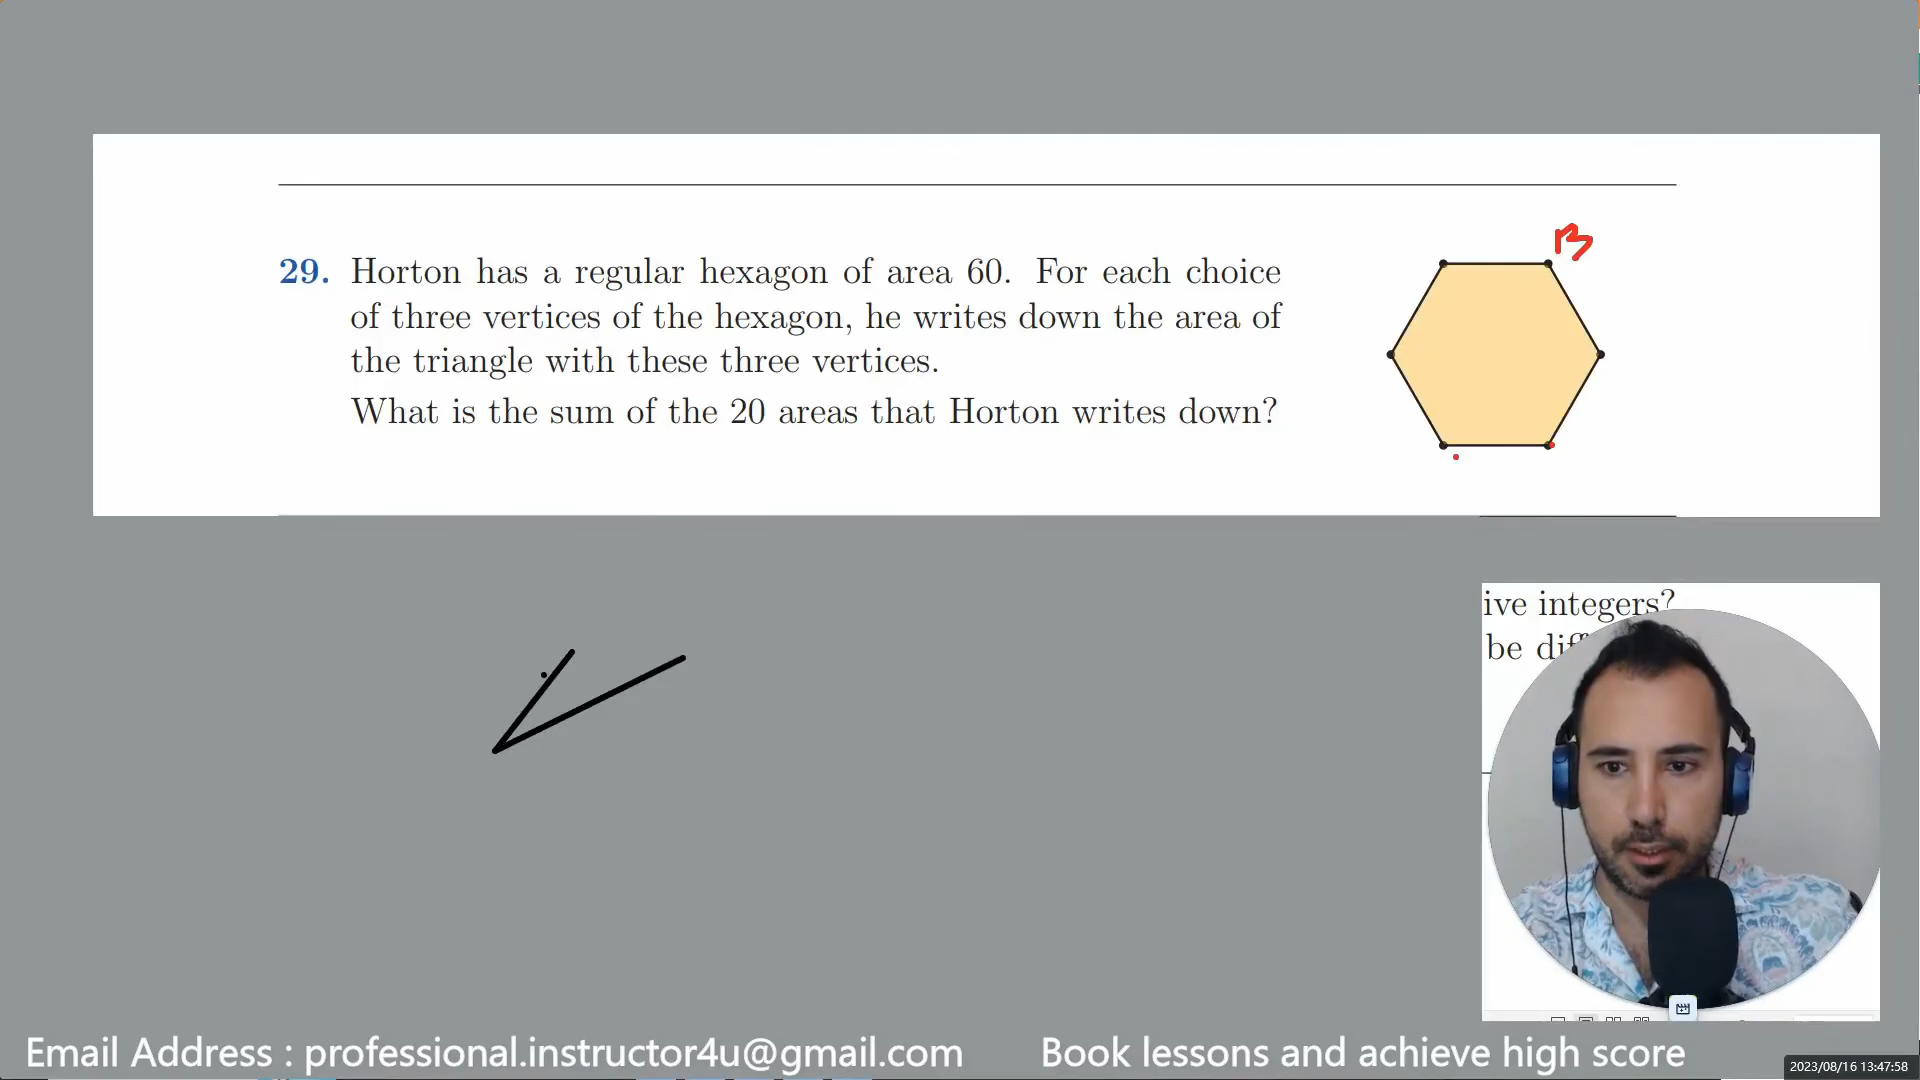 B
29. Horton has a regular hexagon of area 60. For each choice
of three vertices of the hexagon, he writes down the area of
the triangle with these three vertices.
What is the sum of the 20 areas that Horton writes down?
ive integers?
be dif
Email Address : professional.instructor4u@gmail.com Book lessons and achieve high score
2023/08/16 13:47:58